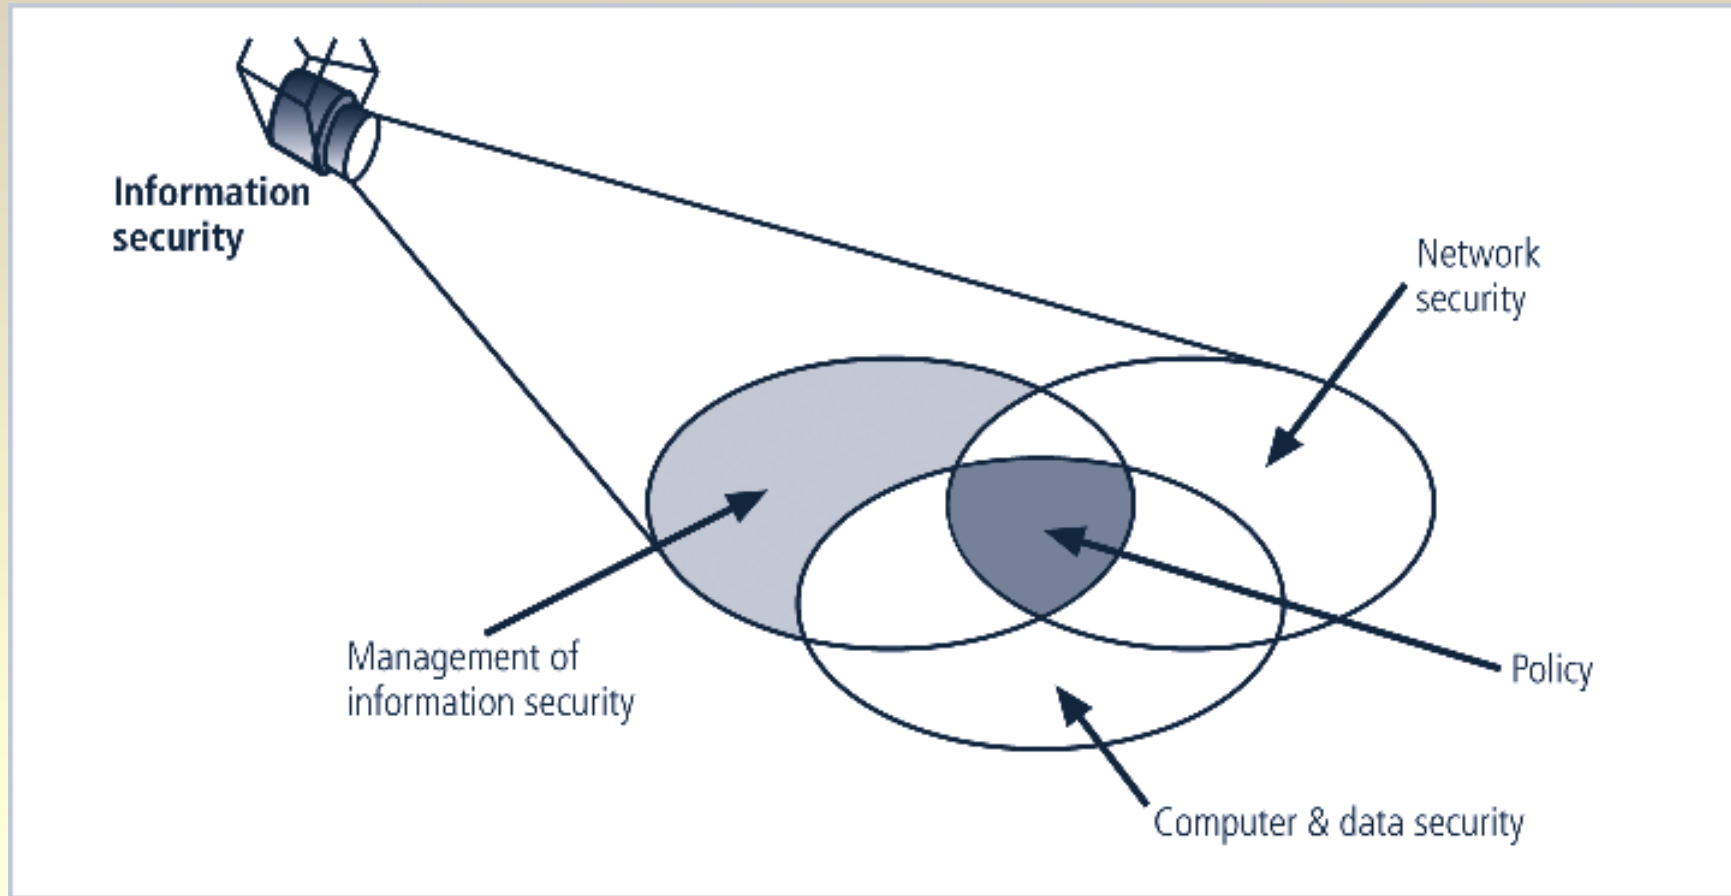 Information
security
Network
security
Management of
information security
Policy
Computer & data security